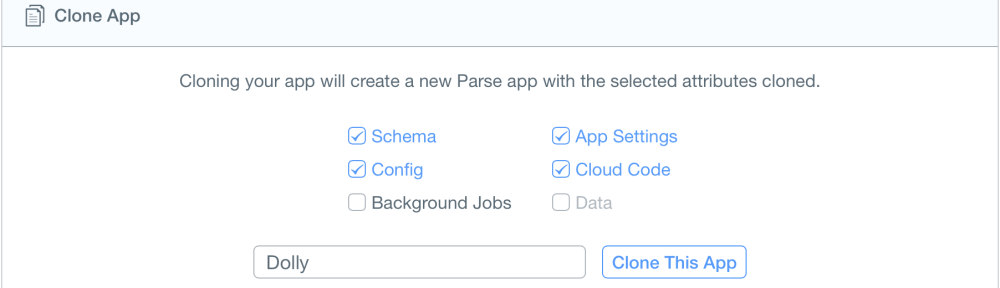 Clone App
Cloning your app will create a new Parse app with the selected attributes cloned.
Schema App Settings
Config Cloud Code
Background Jobs Data
Dolly Clone This App